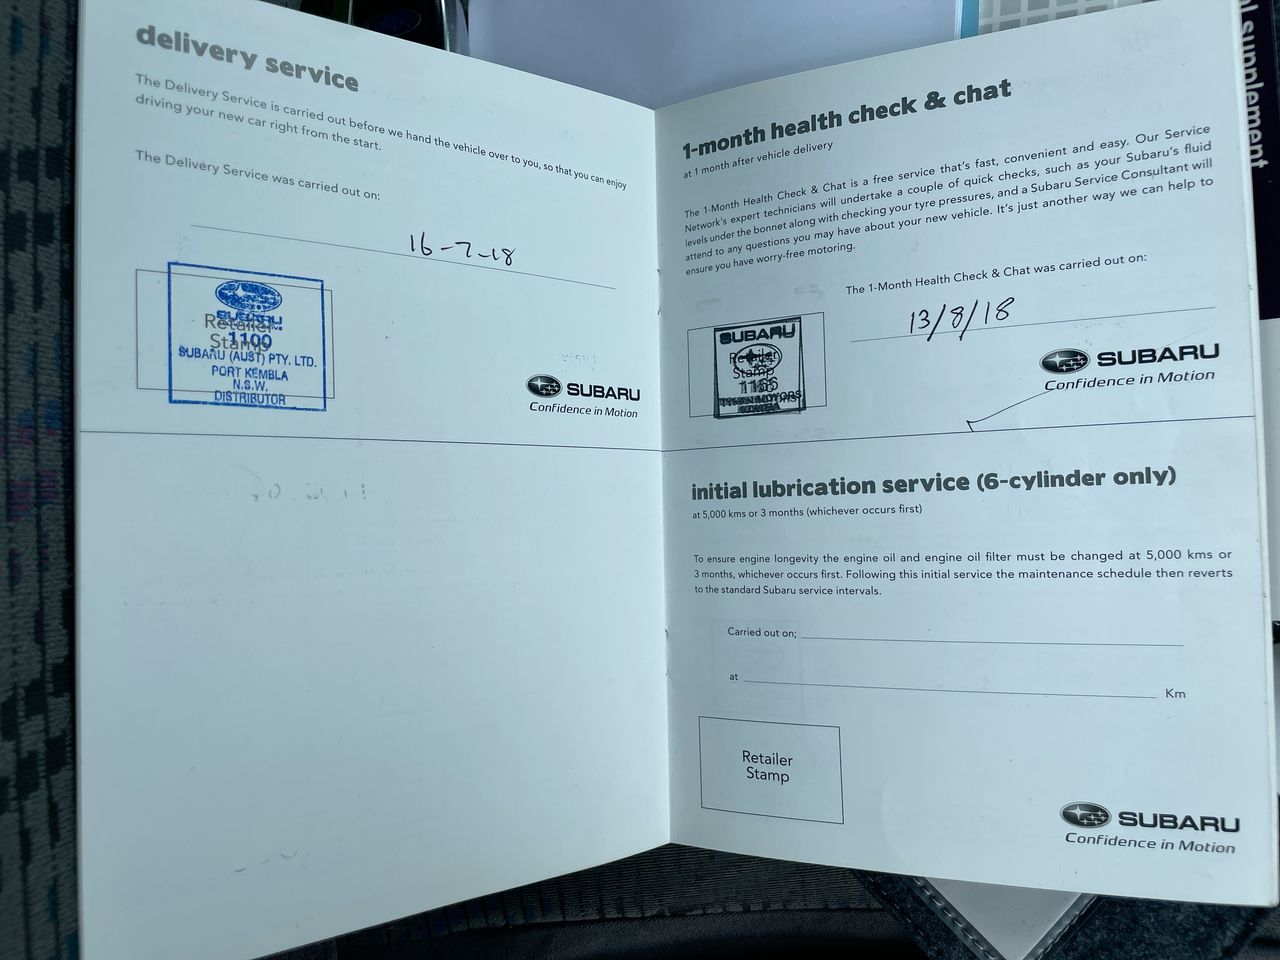 delivery service
The Delivery Service is carried out before we hand the vehicle over to you, so that you can enjoy
driving your new car right from the start.
The Delivery Service was carried out on:
16-7-18
Retailer
Stamp
SUBARU
1100
SUBARU (AUST) PTY. LTD.
PORT KEMBLA
N.S.W.
DISTRIBUTOR
SUBARU
Confidence in Motion
1-month health check & chat
at 1 month after vehicle delivery
The 1-Month Health Check & Chat is a free service that's fast, convenient and easy. Our Service
Network's expert technicians will undertake a couple of quick checks, such as your Subaru's fluid
levels under the bonnet along with checking your tyre pressures, and a Subaru Service Consultant will
attend to any questions you may have about your new vehicle. It's just another way we can help to
ensure you have worry-free motoring.
The 1-Month Health Check & Chat was carried out on:
13/8/18
SUBARU
Retailer
Stamp
SUBARU
Confidence in Motion
initial lubrication service (6-cylinder only)
at 5,000 kms or 3 months (whichever occurs first)
To ensure engine longevity the engine oil and engine oil filter must be changed at 5,000 kms or
3 months, whichever occurs first. Following this initial service the maintenance schedule then reverts
to the standard Subaru service intervals.
Carried out on;
at Km
Retailer
Stamp
SUBARU
Confidence in Motion
supplement